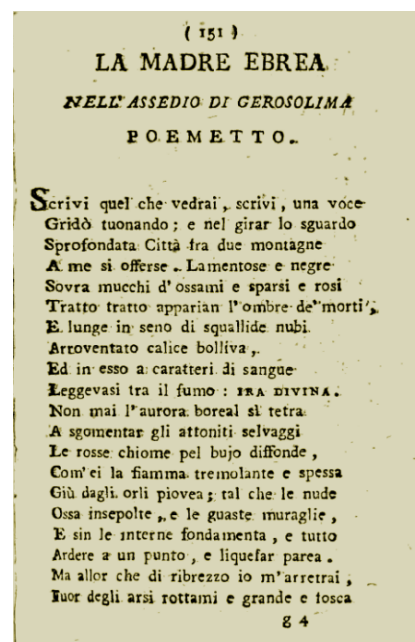 ( 151 )
LA MADRE EBREA
NELL' ASSEDIO DI GEROSOLIMA
POEMETTO.
Scrivi quel che vedrai, scrivi, una voce
Gridò tuonando; e nel girar lo sguardo
Sprofondata Città fra due montagne
A me si offerse. Lamentose e negre
Sovra mucchi d'ossami e sparsi e rosi
Tratto tratto apparian l'ombre de' morti,
E lunge in seno di squallide nubi
Arroventato calice bolliva,
Ed in esso a caratteri di sangue
Leggevasi tra il fumo: IRA DIVINA.
Non mai l'aurora boreal sì tetra
A sgomentar gli attoniti selvaggi
Le rosse chiome pel bujo diffonde,
Com' ei la fiamma tremolante e spessa
Giù dagli orli piovea; tal che le nude
Ossa insepolte, e le guaste muraglie,
E sin le interne fondamenta, e tutto
Ardere a un punto, e liquefar parea.
Ma allor che di ribrezzo io m'arretrai,
Fuor degli arsi rottami e grande e fosca
g 4